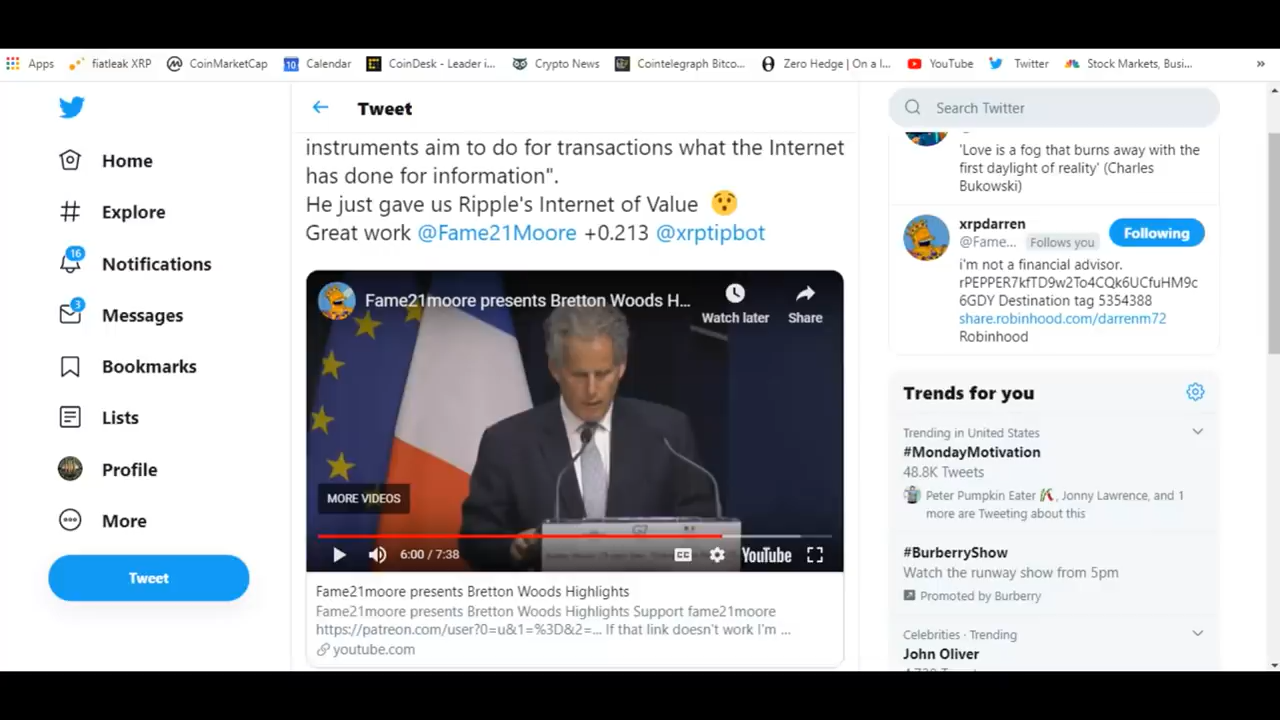 Apps
fiatleak XRP
CoinMarketCap
10
Calendar
CoinDesk - Leader i...
Crypto News
Cointelegraph Bitco...
Zero Hedge | On a l...
YouTube
Twitter
Stock Markets, Busi...
»
Home
Explore
16
Notifications
3
Messages
Bookmarks
Lists
Profile
More
Tweet
Tweet
instruments aim to do for transactions what the Internet
has done for information".
He just gave us Ripple's Internet of Value 😯
Great work @Fame21Moore +0.213 @xrptipbot
Fame21moore presents Bretton Woods H...
Watch later
Share
MORE VIDEOS
6:00 / 7:38
CC
YouTube
Fame21moore presents Bretton Woods Highlights
Fame21moore presents Bretton Woods Highlights Support fame21moore
https://patreon.com/user?0=u&1=%3D&2=... If that link doesn't work I'm ...
youtube.com
Search Twitter
'Love is a fog that burns away with the
first daylight of reality' (Charles
Bukowski)
xrpdarren
@Fame... Follows you
Following
i'm not a financial advisor.
rPEPPER7kfTD9w2To4CQk6UCfuHM9c
6GDY Destination tag 5354388
share.robinhood.com/darrenm72
Robinhood
Trends for you
Trending in United States
#MondayMotivation
48.8K Tweets
Peter Pumpkin Eater, Jonny Lawrence, and 1
more are Tweeting about this
#BurberryShow
Watch the runway show from 5pm
Promoted by Burberry
Celebrities · Trending
John Oliver